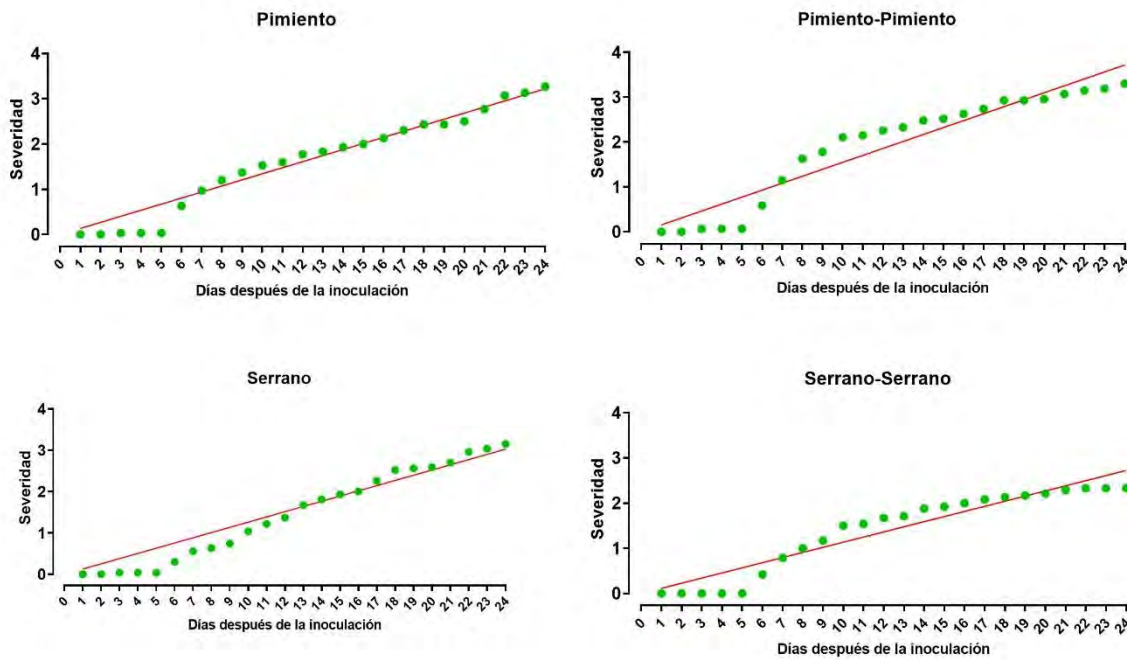 Pimiento
Severidad
4
3
2
1
0
0 1 2 3 4 5 6 7 8 9 10 11 12 13 14 15 16 17 18 19 20 21 22 23 24
Días después de la inoculación
Pimiento-Pimiento
Severidad
4
3
2
1
0
0 1 2 3 4 5 6 7 8 9 10 11 12 13 14 15 16 17 18 19 20 21 22 23 24
Días después de la inoculación
Serrano
Severidad
4
3
2
1
0
0 1 2 3 4 5 6 7 8 9 10 11 12 13 14 15 16 17 18 19 20 21 22 23 24
Días después de la inoculación
Serrano-Serrano
Severidad
4
3
2
1
0
0 1 2 3 4 5 6 7 8 9 10 11 12 13 14 15 16 17 18 19 20 21 22 23 24
Días después de la inoculación